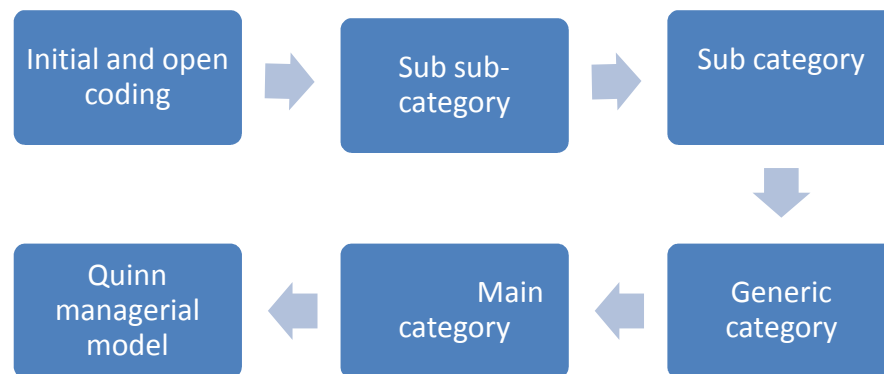 Initial and open
coding
Sub sub-
category
Sub category
Generic
category
Main
category
Quinn
managerial
model